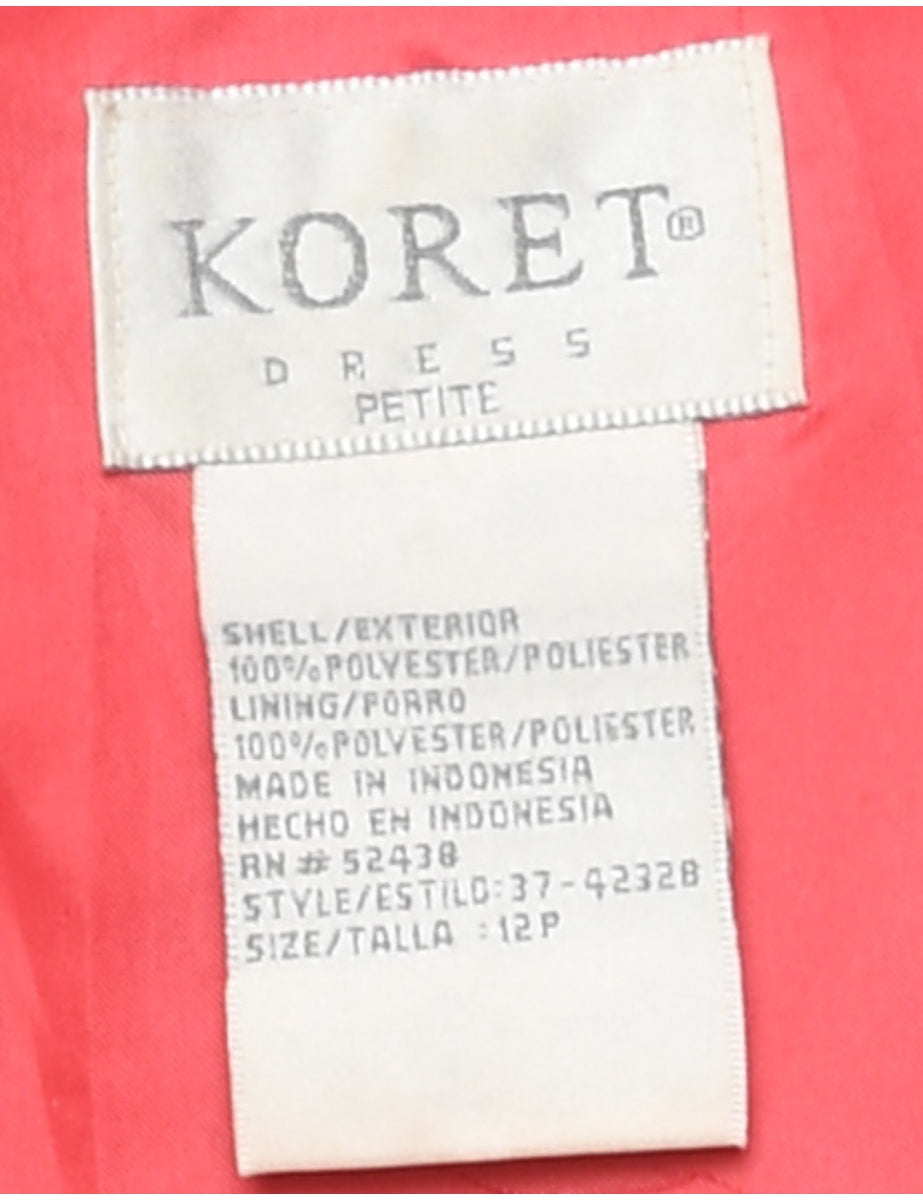 KORET®
DRESS
PETITE
SHELL/EXTERIOR
100%POLYESTER/POLIESTER
LINING/FORRO
100%POLYESTER/POLIESTER
MADE IN INDONESIA
HECHO EN INDONESIA
RN # 52438
STYLE/ESTILO:37-42328
SIZE/TALLA :12P